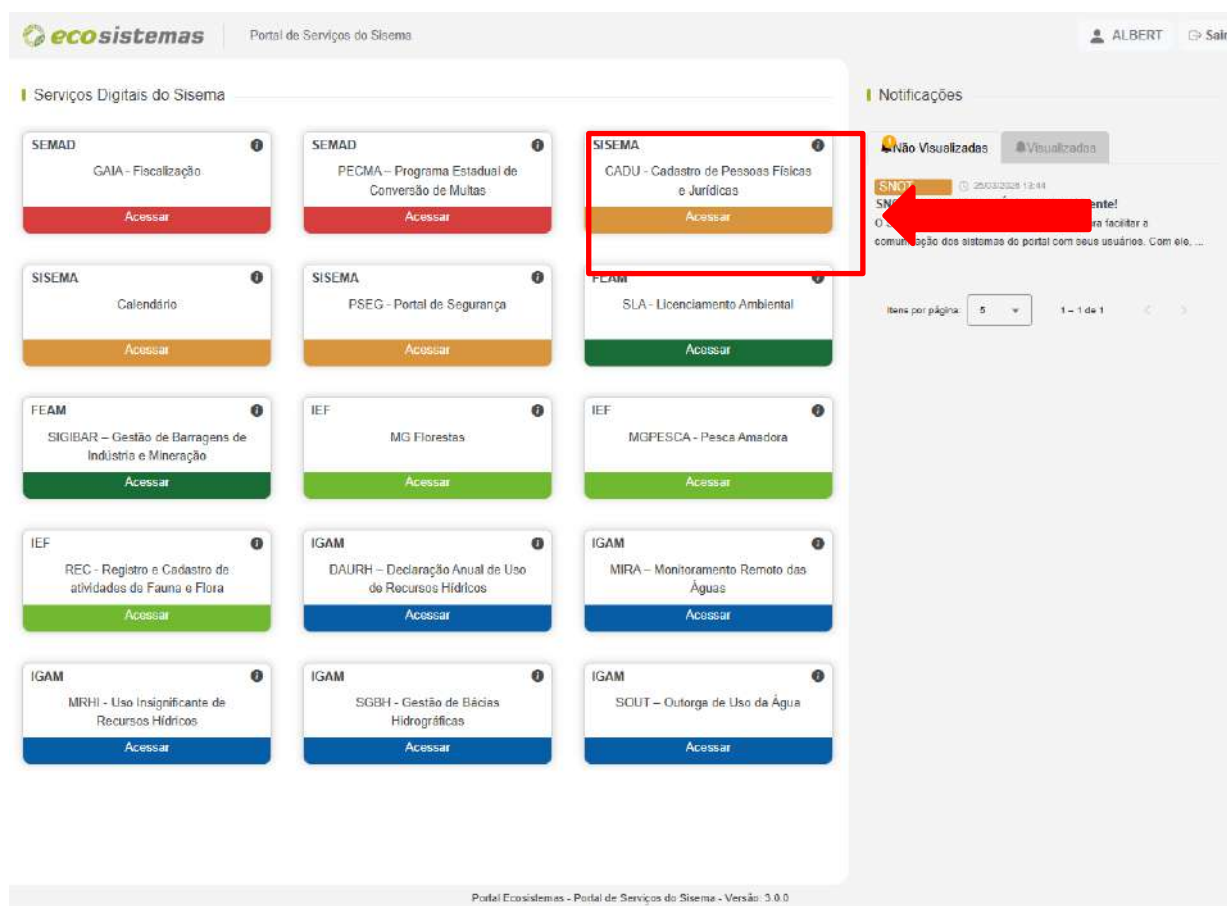 ecosistemas
Portal de Serviços do Sisema
ALBERT
Sair
Serviços Digitais do Sisema
SEMAD
GAIA - Fiscalização
Acessar
SEMAD
PECMA – Programa Estadual de
Conversão de Multas
Acessar
SISEMA
CADU - Cadastro de Pessoas Físicas
e Jurídicas
Acessar
SISEMA
Calendário
Acessar
SISEMA
PSEG - Portal de Segurança
Acessar
FEAM
SLA - Licenciamento Ambiental
Acessar
FEAM
SIGIBAR – Gestão de Barragens de
Indústria e Mineração
Acessar
IEF
MG Florestas
Acessar
IEF
MGPESCA - Pesca Amadora
Acessar
IEF
REC - Registro e Cadastro de
atividades de Fauna e Flora
Acessar
IGAM
DAURH – Declaração Anual de Uso
de Recursos Hídricos
Acessar
IGAM
MIRA – Monitoramento Remoto das
Águas
Acessar
IGAM
MRHI - Uso Insignificante de
Recursos Hídricos
Acessar
IGAM
SGBH - Gestão de Bácias
Hidrográficas
Acessar
IGAM
SOUT – Outorga de Uso da Água
Acessar
Notificações
Não Visualizadas
Visualizadas
SNOT
ente!
ra facilitar a
comunicação dos sistemas do portal com seus usuários. Com ele, ...
Itens por página: 5
1 – 1 de 1
Portal Ecosistemas - Portal de Serviços do Sisema - Versão: 3.0.0